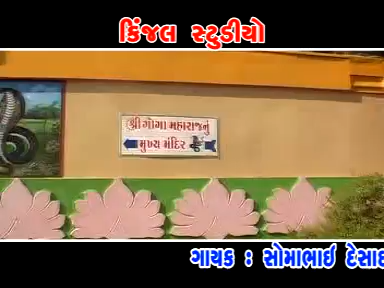 કિંજલ સ્ટુડીયો
શ્રી ગોગા મહારાજનું
મુખ્ય મંદિર
ગાયક : સોમાભાઈ દેસાઈ